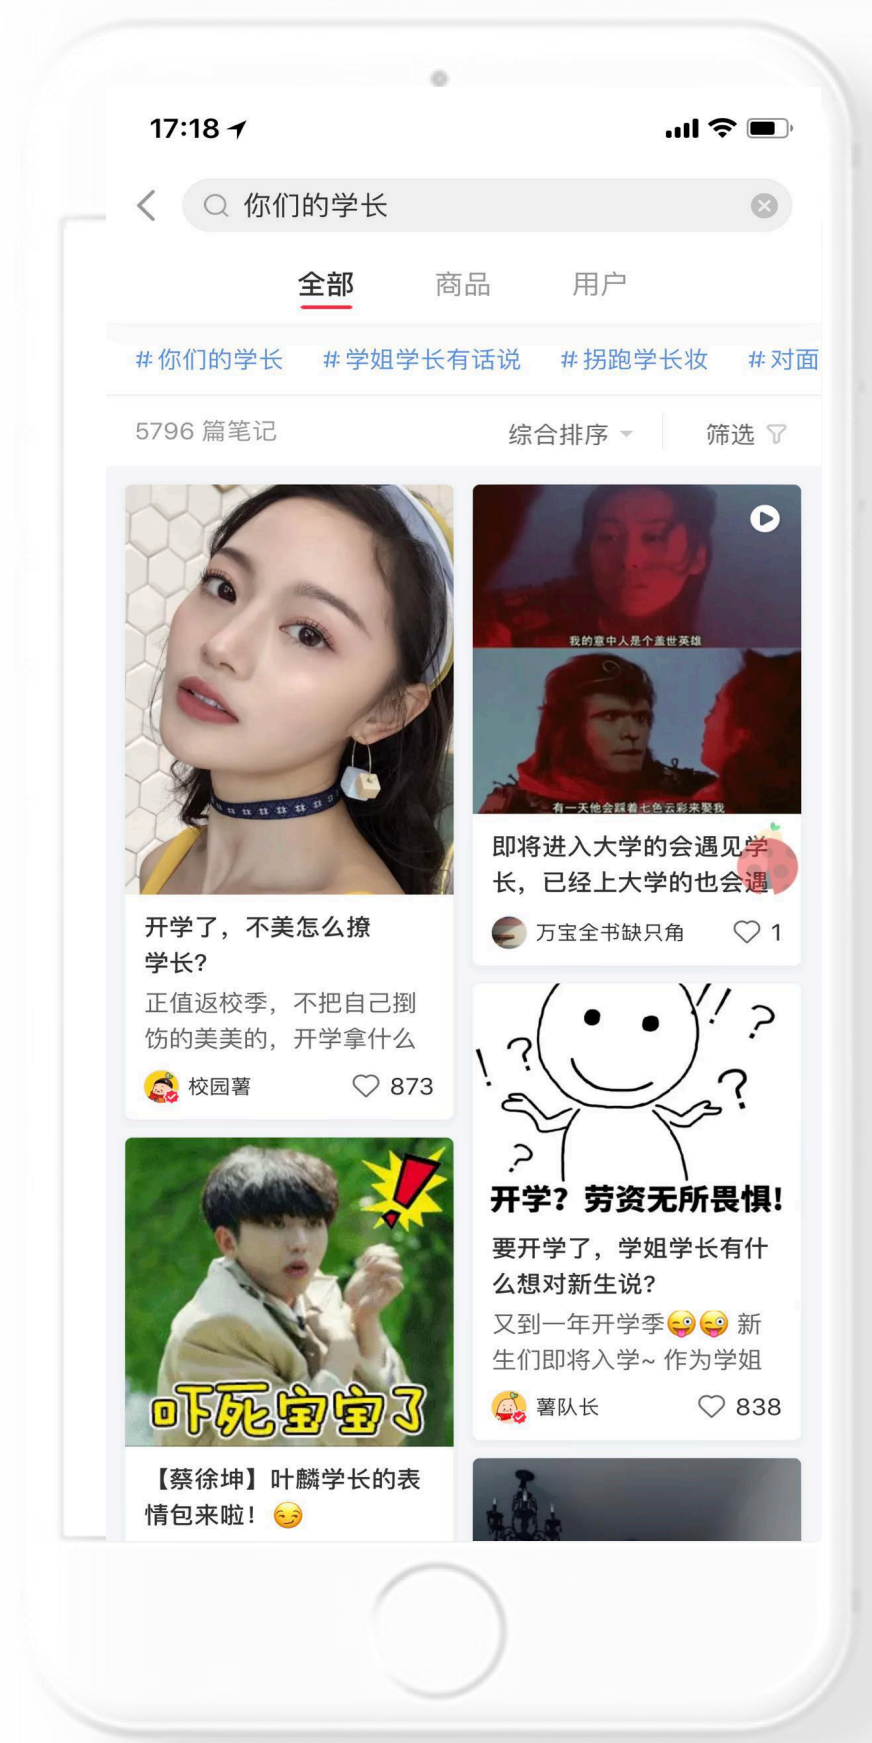 17:18
你们的学长
全部 商品 用户
#你们的学长 #学姐学长有话说 #拐跑学长妆 #对面
5796 篇笔记 综合排序 筛选
开学了，不美怎么撩
学长?
正值返校季，不把自己捯
饬的美美的，开学拿什么
校园薯 873
我的意中人是个盖世英雄
有一天他会踩着七色云彩来娶我
即将进入大学的会遇见学
长，已经上大学的也会遇
万宝全书缺只角 1
!! ?
! ? ?
?
开学? 劳资无所畏惧!
要开学了，学姐学长有什
么想对新生说?
又到一年开学季😜😜 新
生们即将入学~ 作为学姐
薯队长 838
!
吓死宝宝了
【蔡徐坤】叶麟学长的表
情包来啦! 😏